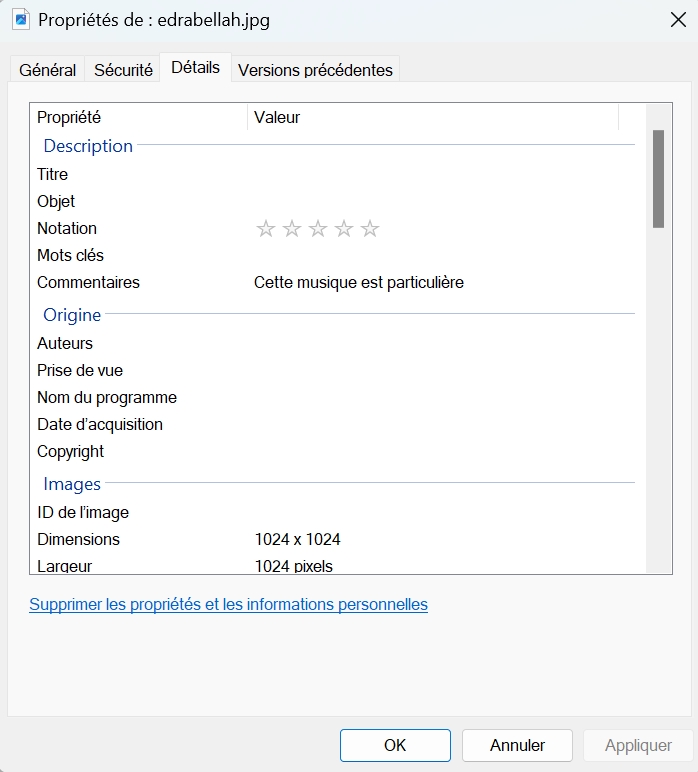 Propriétés de : edrabellah.jpg
Général Sécurité Détails Versions précédentes
Propriété Valeur
Description
Titre
Objet
Notation
Mots clés
Commentaires Cette musique est particulière
Origine
Auteurs
Prise de vue
Nom du programme
Date d'acquisition
Copyright
Images
ID de l'image
Dimensions 1024 x 1024
Largeur 1024 pixels
Supprimer les propriétés et les informations personnelles
OK Annuler Appliquer